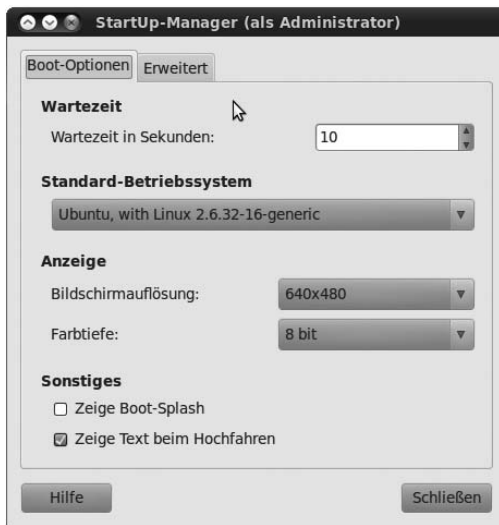 StartUp-Manager (als Administrator)
Boot-Optionen
Erweitert
Wartezeit
Wartezeit in Sekunden:
10
Standard-Betriebssystem
Ubuntu, with Linux 2.6.32-16-generic
Anzeige
Bildschirmauflösung:
640x480
Farbtiefe:
8 bit
Sonstiges
Zeige Boot-Splash
Zeige Text beim Hochfahren
Hilfe
Schließen